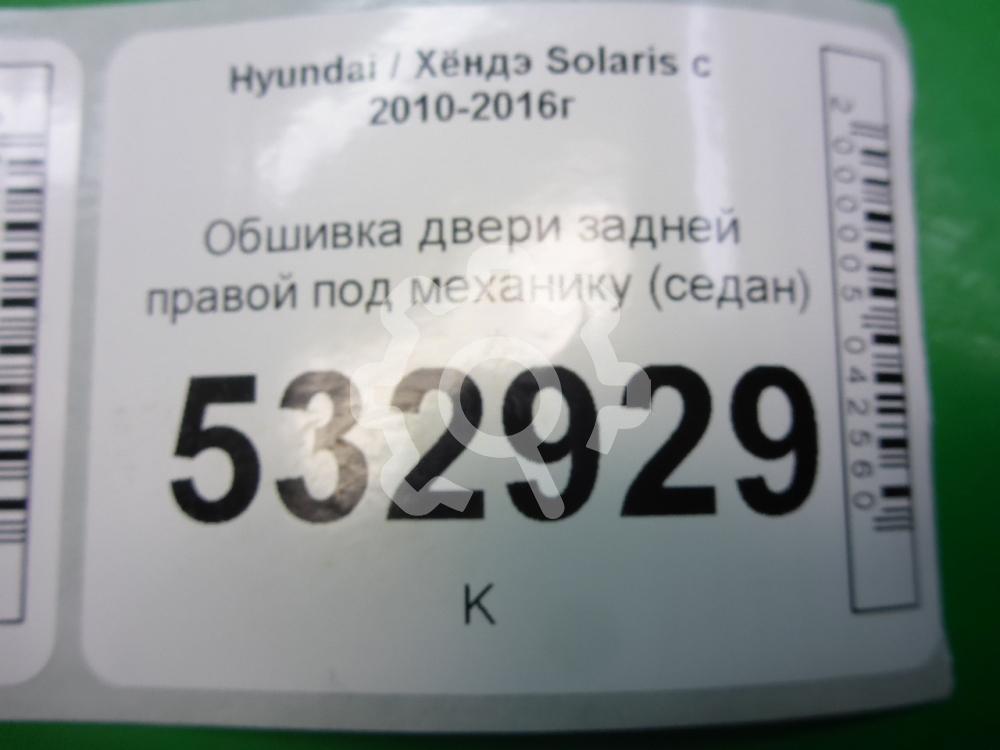 Hyundai / Хёндэ Solaris с
2010-2016г
Обшивка двери задней
правой под механику (седан)
532929
К
2000005042560